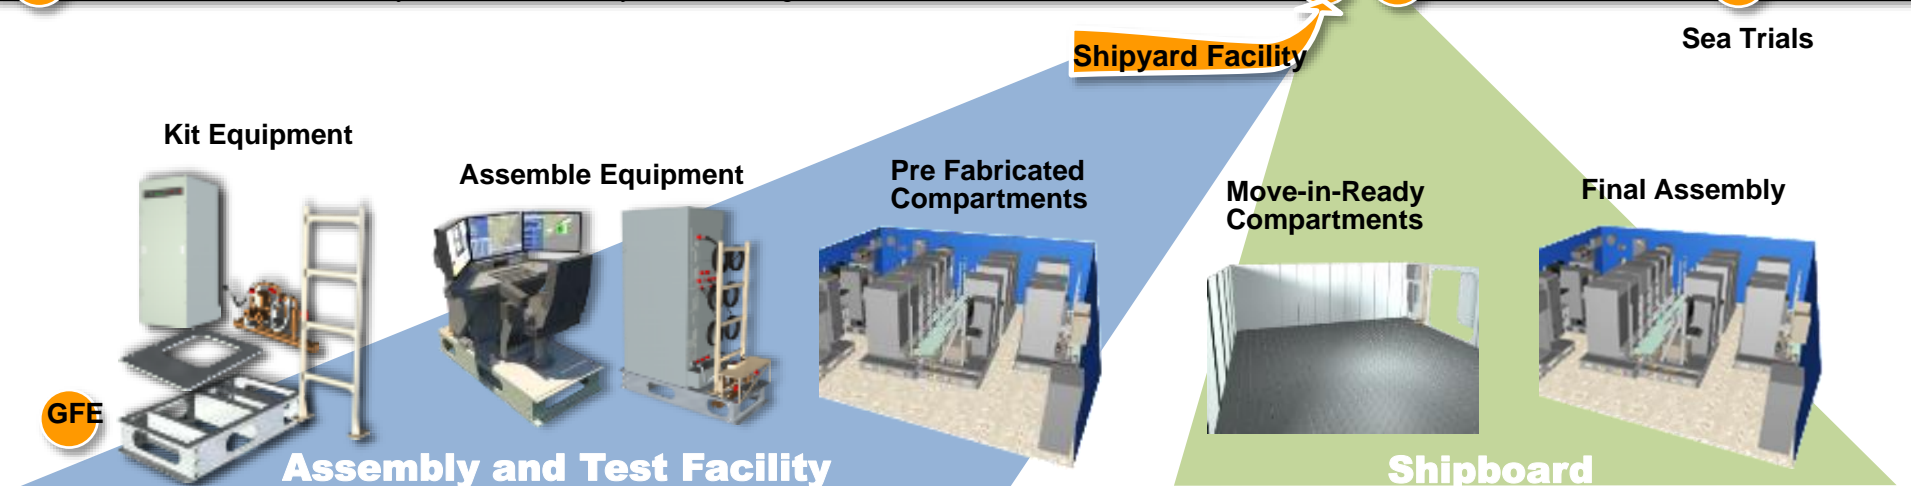 Sea Trials
Shipyard Facility
Kit Equipment
Assemble Equipment
Pre Fabricated
Compartments
Move-in-Ready
Compartments
Final Assembly
GFE
Assembly and Test Facility
Shipboard